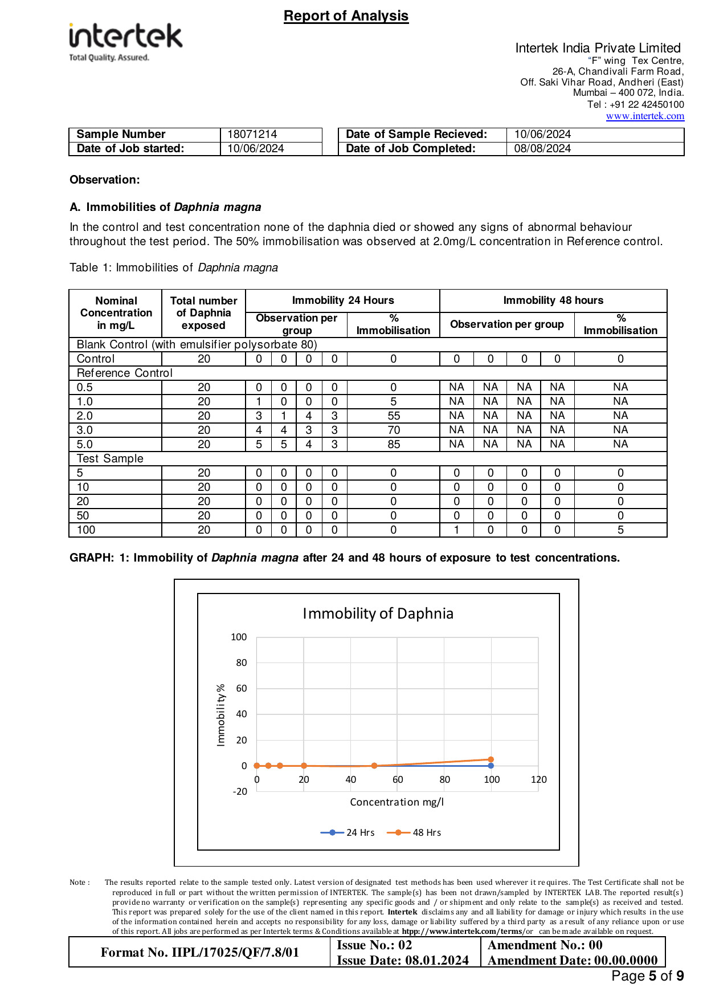 Report of Analysis
intertek
Total Quality. Assured.
Intertek India Private Limited
“F” wing Tex Centre,
26-A, Chandivali Farm Road,
Off. Saki Vihar Road, Andheri (East)
Mumbai – 400 072, India.
Tel : +91 22 42450100
www.intertek.com
Sample Number 18071214 Date of Sample Recieved: 10/06/2024
Date of Job started: 10/06/2024 Date of Job Completed: 08/08/2024
Observation:
A. Immobilities of Daphnia magna
In the control and test concentration none of the daphnia died or showed any signs of abnormal behaviour
throughout the test period. The 50% immobilisation was observed at 2.0mg/L concentration in Reference control.
Table 1: Immobilities of Daphnia magna
Nominal Concentration in mg/L Total number of Daphnia exposed Immobility 24 Hours Immobility 48 hours
Observation per group % Immobilisation Observation per group % Immobilisation
Blank Control (with emulsifier polysorbate 80)
Control 20 0 0 0 0 0 0 0 0 0 0
Reference Control
0.5 20 0 0 0 0 0 NA NA NA NA NA
1.0 20 1 0 0 0 5 NA NA NA NA NA
2.0 20 3 1 4 3 55 NA NA NA NA NA
3.0 20 4 4 3 3 70 NA NA NA NA NA
5.0 20 5 5 4 3 85 NA NA NA NA NA
Test Sample
5 20 0 0 0 0 0 0 0 0 0 0
10 20 0 0 0 0 0 0 0 0 0 0
20 20 0 0 0 0 0 0 0 0 0 0
50 20 0 0 0 0 0 0 0 0 0 0
100 20 0 0 0 0 0 1 0 0 0 5
GRAPH: 1: Immobility of Daphnia magna after 24 and 48 hours of exposure to test concentrations.
Immobility of Daphnia
100
80
60
40
20
0
-20
Immobility %
0 20 40 60 80 100 120
Concentration mg/l
24 Hrs 48 Hrs
Note : The results reported relate to the sample tested only. Latest version of designated test methods has been used wherever it requires. The Test Certificate shall not be
reproduced in full or part without the written permission of INTERTEK. The sample(s) has been not drawn/sampled by INTERTEK LAB. The reported result(s)
provide no warranty or verification on the sample(s) representing any specific goods and / or shipment and only relate to the sample(s) as received and tested.
This report was prepared solely for the use of the client named in this report. Intertek disclaims any and all liability for damage or injury which results in the use
of the information contained herein and accepts no responsibility for any loss, damage or liability suffered by a third party as a result of any reliance upon or use
of this report. All jobs are performed as per Intertek terms & Conditions available at htpp://www.intertek.com/terms/or can be made available on request.
Format No. IIPL/17025/QF/7.8/01 Issue No.: 02 Amendment No.: 00
Issue Date: 08.01.2024 Amendment Date: 00.00.0000
Page 5 of 9